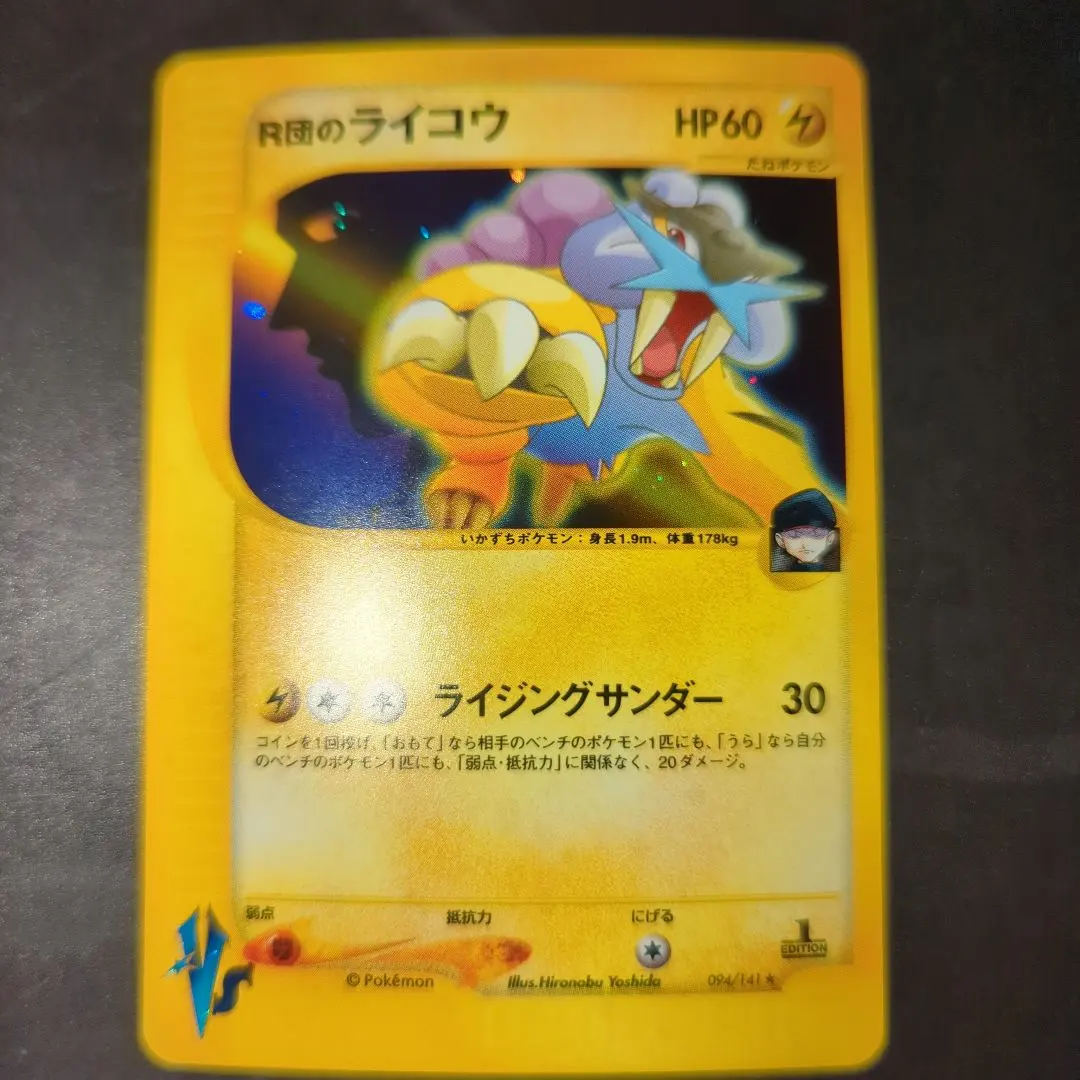 R団のライコウ HP60
たねポケモン
いかずちポケモン：身長1.9m、体重178kg
ライジングサンダー 30
コインを1回投げ、「おもて」なら相手のベンチのポケモン1匹にも、「うら」なら自分
のベンチのポケモン1匹にも、「弱点・抵抗力」に関係なく、20ダメージ。
弱点 抵抗力 にげる
1
EDITION
©Pokémon Illus.Hironobu Yoshida 094/141 ★
VS